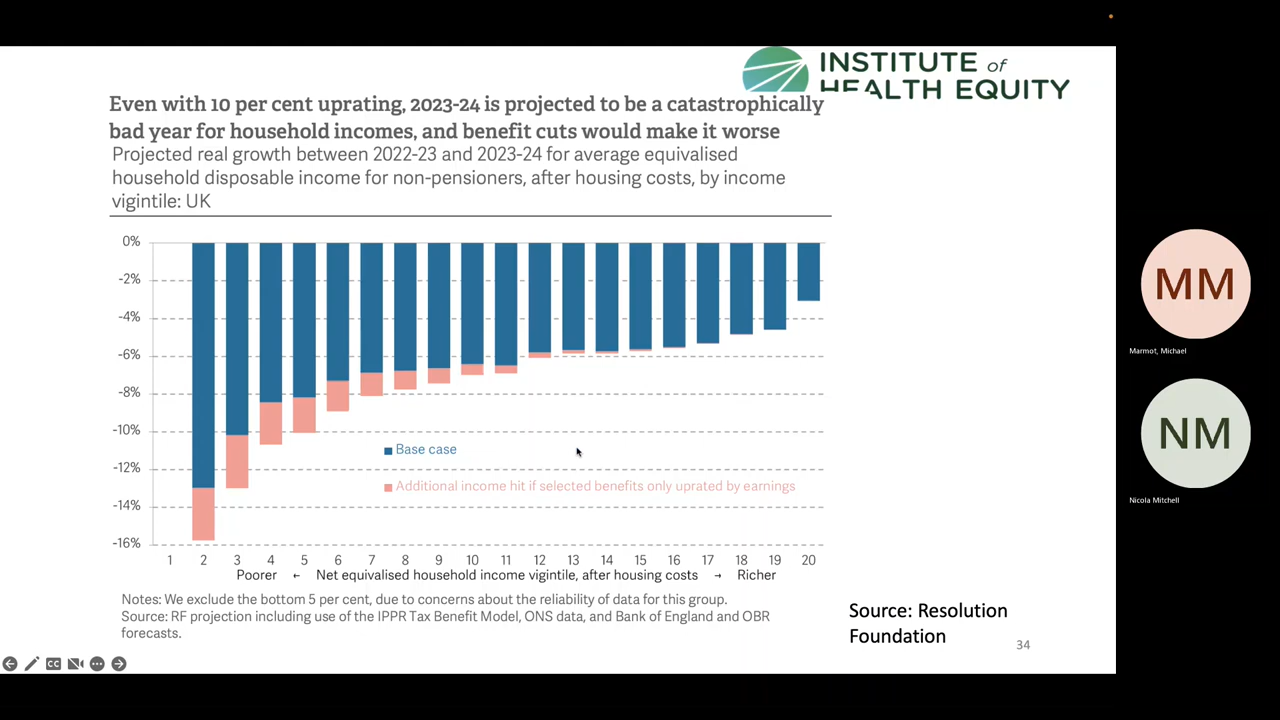 INSTITUTE of
HEALTH EQUITY
Even with 10 per cent uprating, 2023-24 is projected to be a catastrophically
bad year for household incomes, and benefit cuts would make it worse
Projected real growth between 2022-23 and 2023-24 for average equivalised
household disposable income for non-pensioners, after housing costs, by income
vigintile: UK
0%
-2%
-4%
-6%
-8%
-10%
-12%
-14%
-16%
Base case
Additional income hit if selected benefits only uprated by earnings
1 2 3 4 5 6 7 8 9 10 11 12 13 14 15 16 17 18 19 20
Poorer ← Net equivalised household income vigintile, after housing costs → Richer
Notes: We exclude the bottom 5 per cent, due to concerns about the reliability of data for this group.
Source: RF projection including use of the IPPR Tax Benefit Model, ONS data, and Bank of England and OBR
forecasts.
Source: Resolution
Foundation
34
CC
MM
Marmot, Michael
NM
Nicola Mitchell